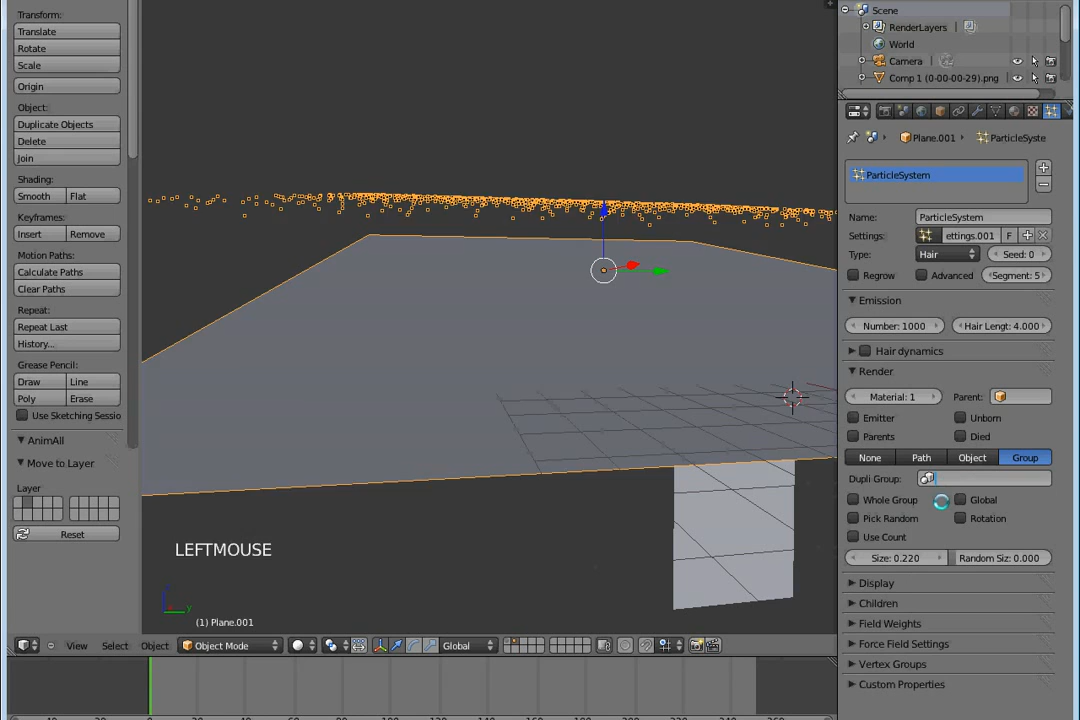 Transform:
Translate
Rotate
Scale
Origin
Object:
Duplicate Objects
Delete
Join
Shading:
Smooth Flat
Keyframes:
Insert Remove
Motion Paths:
Calculate Paths
Clear Paths
Repeat:
Repeat Last
History...
Grease Pencil:
Draw Line
Poly Erase
Use Sketching Sessio
AnimAll
Move to Layer
Layer
Reset
LEFTMOUSE
(1) Plane.001
View Select Object Object Mode Global
Scene
RenderLayers
World
Camera
Comp 1 (0-00-00-29).png
Plane.001 ParticleSyste
ParticleSystem
Name: ParticleSystem
Settings: ettings.001 F
Type: Hair Seed: 0
Regrow Advanced Segment: 5
Emission
Number: 1000 Hair Lengt: 4.000
Hair dynamics
Render
Material: 1 Parent:
Emitter Unborn
Parents Died
None Path Object Group
Dupli Group:
Whole Group Global
Pick Random Rotation
Use Count
Size: 0.220 Random Siz: 0.000
Display
Children
Field Weights
Force Field Settings
Vertex Groups
Custom Properties